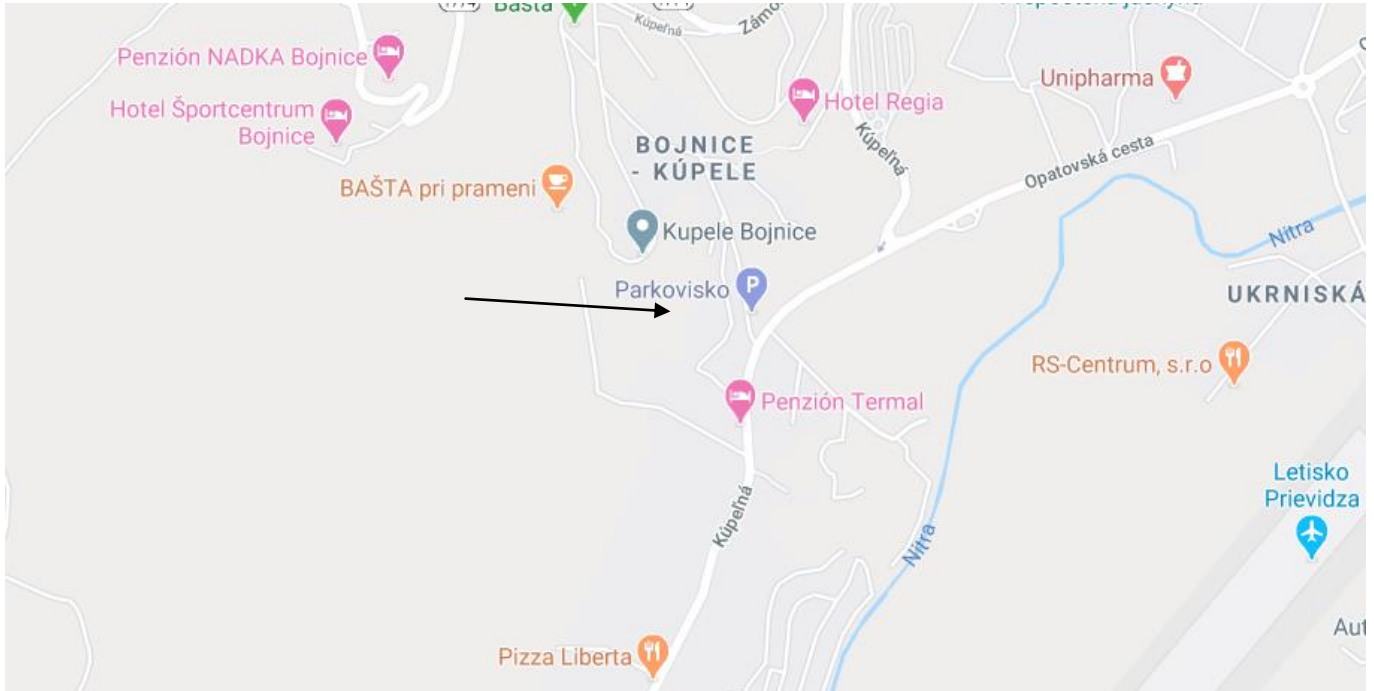 Bašta
Kúpeľná
Penzión NADKA Bojnice
Hotel Športcentrum
Bojnice
Unipharma
Hotel Regia
BOJNICE
- KÚPELE
Kúpeľná
Opatovská cesta
BAŠTA pri prameni
Kupele Bojnice
Nitra
Parkovisko
P
UKRNISKÁ
RS-Centrum, s.r.o
Penzión Termal
Letisko
Prievidza
Kúpeľná
Nitra
Pizza Liberta